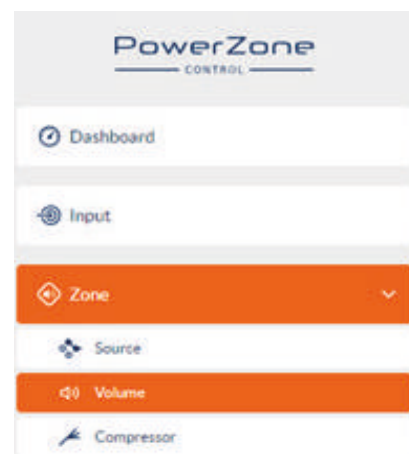 PowerZone
CONTROL
Dashboard
Input
Zone
Source
Volume
Compressor